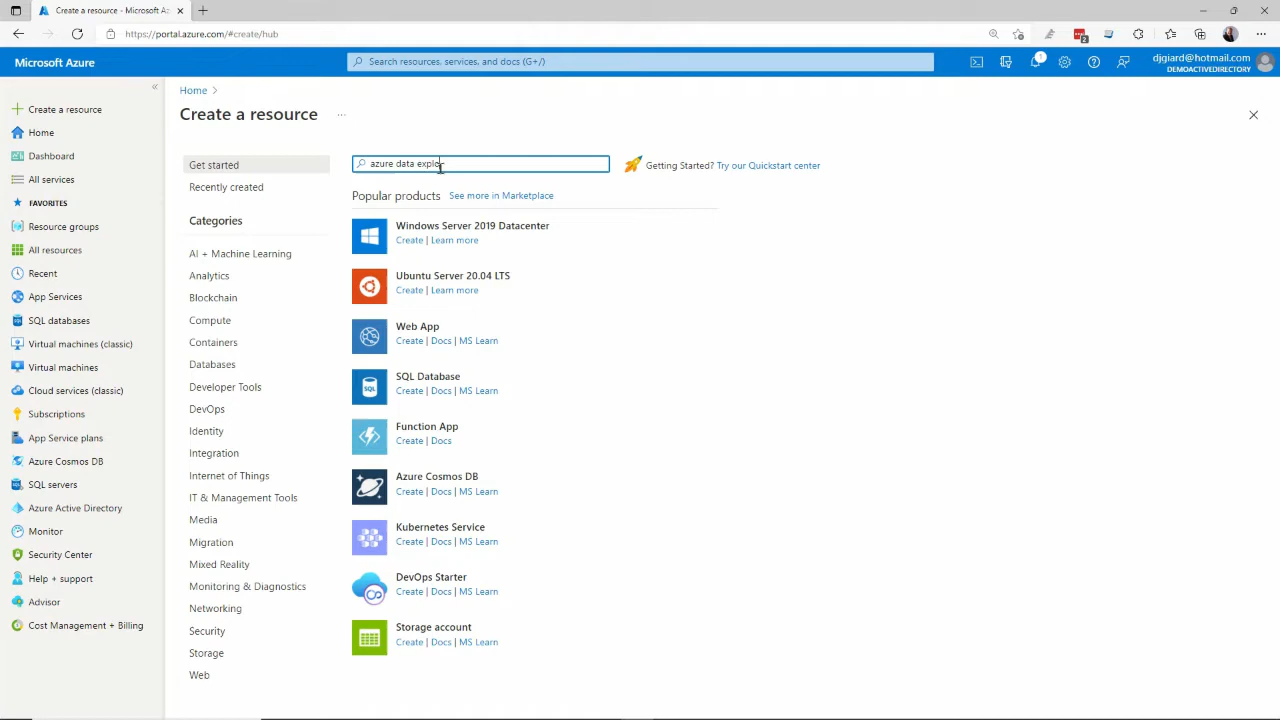 Create a resource - Microsoft Az
https://portal.azure.com/#create/hub
2
Microsoft Azure
Search resources, services, and docs (G+/)
1
djgiard@hotmail.com
DEMOACTIVEDIRECTORY
Create a resource
Home
Dashboard
All services
FAVORITES
Resource groups
All resources
Recent
App Services
SQL databases
Virtual machines (classic)
Virtual machines
Cloud services (classic)
Subscriptions
App Service plans
Azure Cosmos DB
SQL servers
Azure Active Directory
Monitor
Security Center
Help + support
Advisor
Cost Management + Billing
Home >
Create a resource ...
Get started
Recently created
Categories
AI + Machine Learning
Analytics
Blockchain
Compute
Containers
Databases
Developer Tools
DevOps
Identity
Integration
Internet of Things
IT & Management Tools
Media
Migration
Mixed Reality
Monitoring & Diagnostics
Networking
Security
Storage
Web
azure data explo
Getting Started? Try our Quickstart center
Popular products See more in Marketplace
Windows Server 2019 Datacenter
Create | Learn more
Ubuntu Server 20.04 LTS
Create | Learn more
Web App
Create | Docs | MS Learn
SQL
SQL Database
Create | Docs | MS Learn
Function App
Create | Docs
Azure Cosmos DB
Create | Docs | MS Learn
Kubernetes Service
Create | Docs | MS Learn
DevOps Starter
Create | Docs | MS Learn
Storage account
Create | Docs | MS Learn